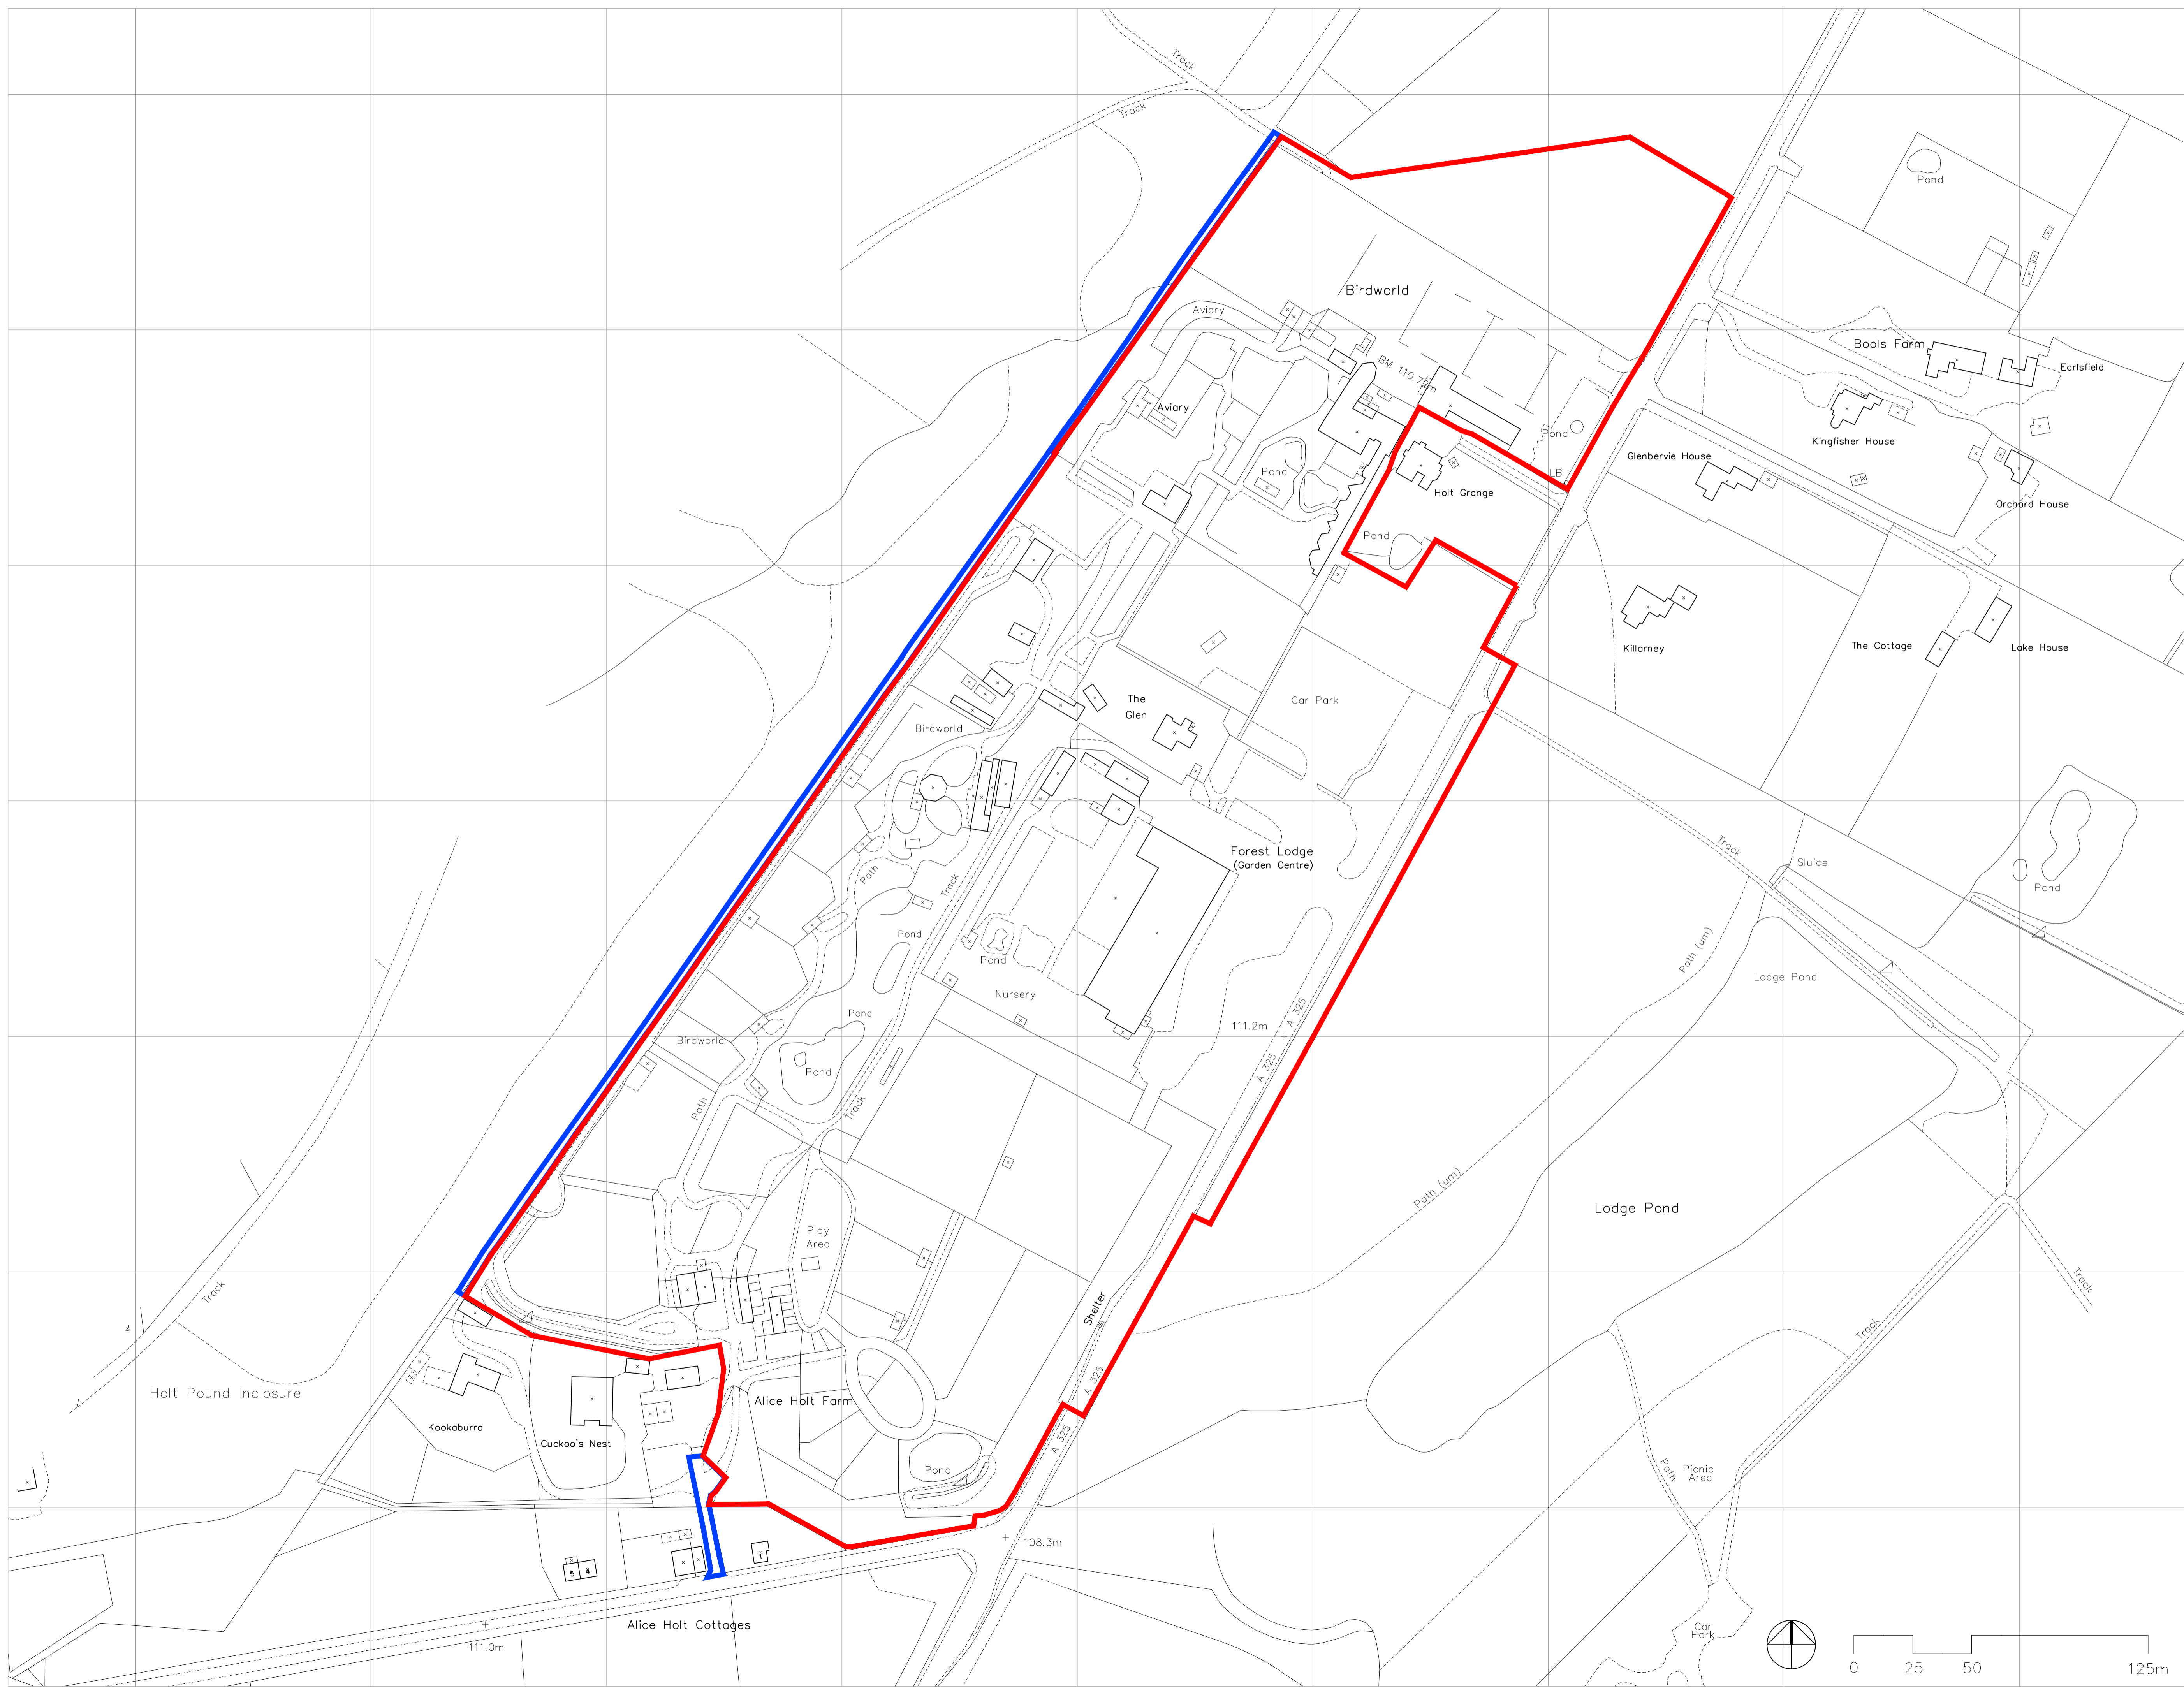 Track
Track
Pond
Birdworld
Aviary
BM 110.79m
Bools Farm
Earlsfield
Aviary
Kingfisher House
Pond
Glenbervie House
Pond
LB
Holt Grange
Orchard House
Pond
Killarney
The Cottage
Lake House
The
Glen
Car Park
Birdworld
Track
Sluice
Forest Lodge
(Garden Centre)
Path
Track
Pond
Pond
Path (um)
Pond
Lodge Pond
Nursery
Pond
111.2m
A 325
Birdworld
A 325
Pond
Path
Track
Path (um)
Lodge Pond
Play
Area
Track
Track
Shelter
Track
A 325
Holt Pound Inclosure
Alice Holt Farm
Kookaburra
Cuckoo's Nest
A 325
Pond
Path
Picnic
Area
108.3m
5
4
1
Alice Holt Cottages
111.0m
Car
Park
0
25
50
125m